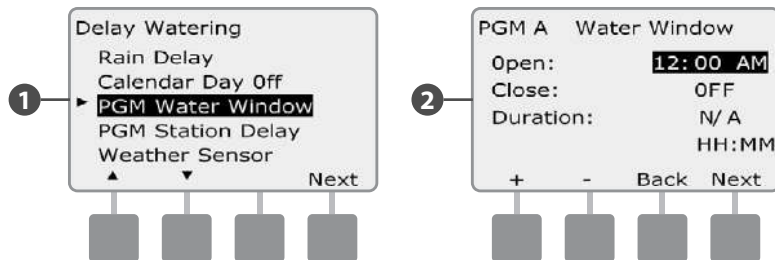 1
Delay Watering
Rain Delay
Calendar Day Off
PGM Water Window
PGM Station Delay
Weather Sensor
Next
2
PGM A Water Window
Open: 12:00 AM
Close: OFF
Duration: N/A
HH:MM
+ - Back Next